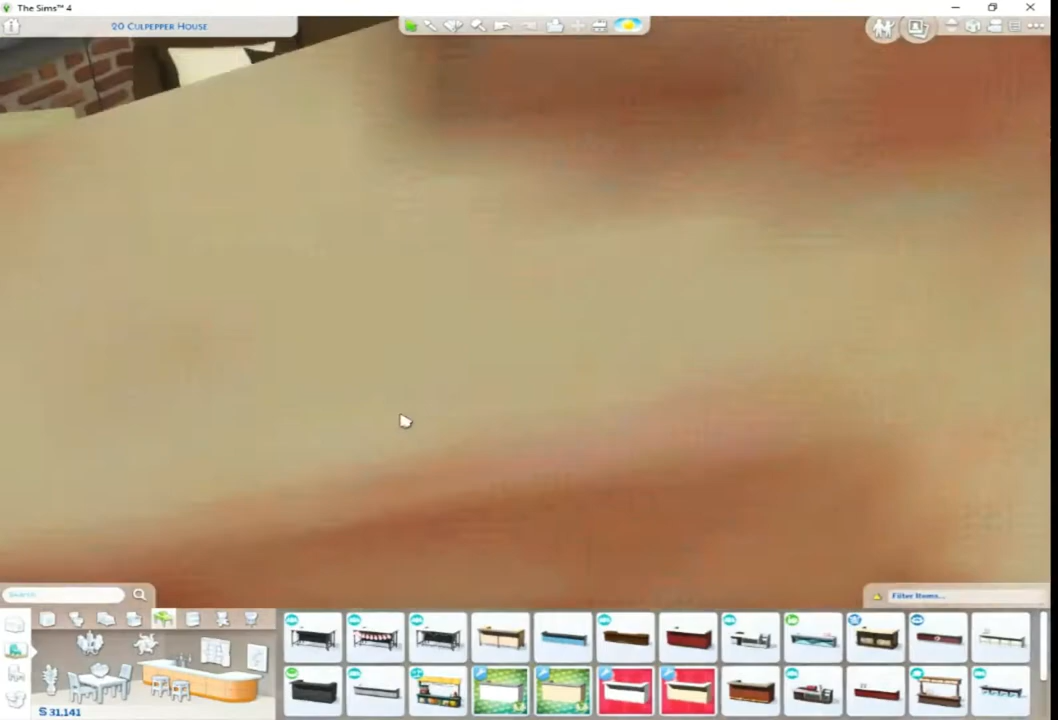 The Sims™ 4
20 Culpepper House
Search
Filter Items...
§ 31,141